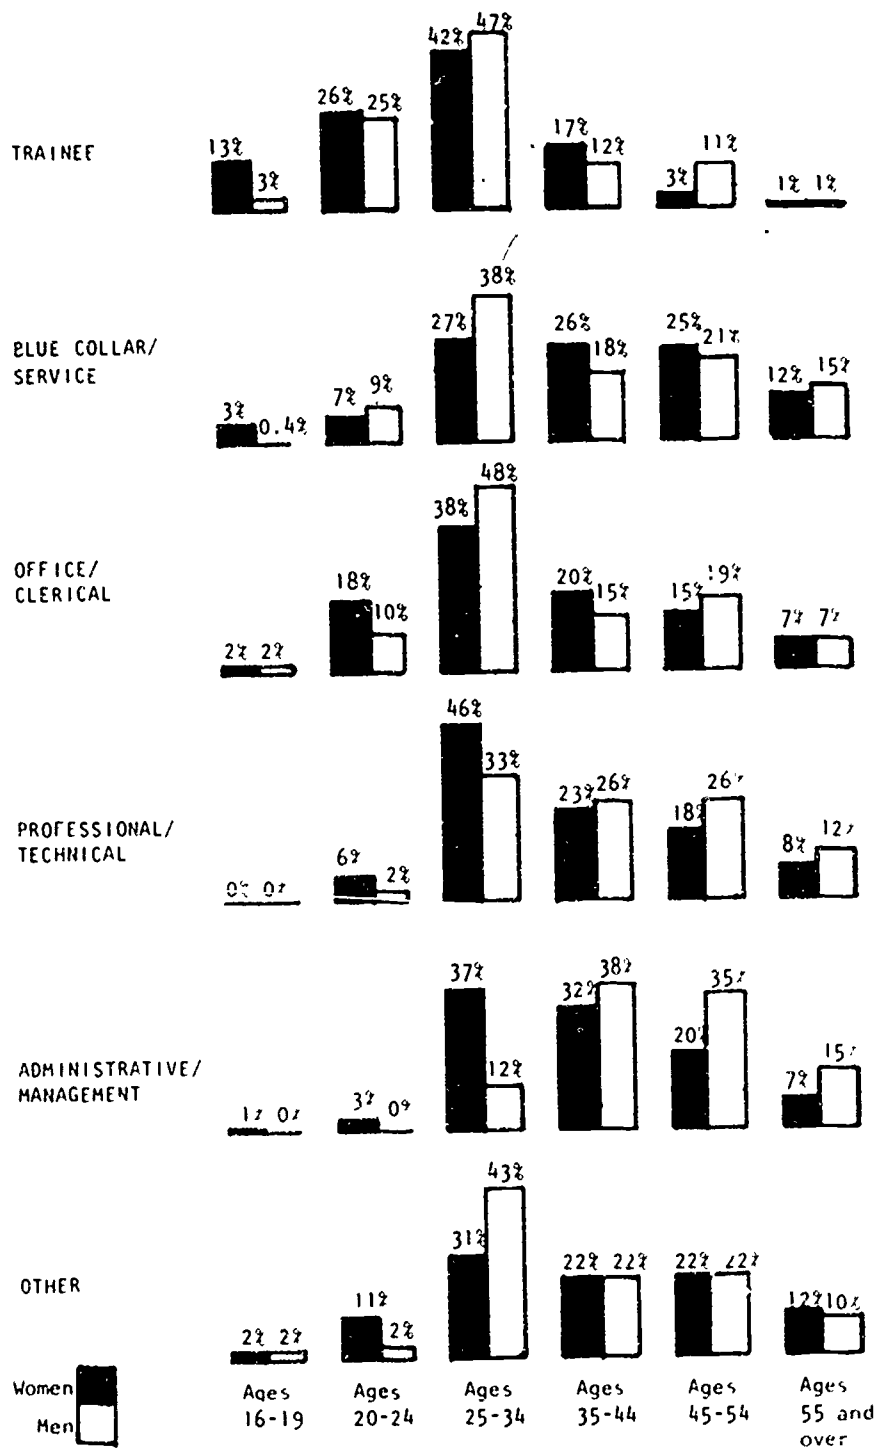 42% 47%
26% 25%
13% 3%
17% 12%
3% 11%
1% 1%
TRAINEE
27% 38%
26% 18%
25% 21%
12% 15%
3% 0.4%
7% 9%
BLUE COLLAR/
SERVICE
38% 48%
18% 10%
20% 15%
15% 19%
2% 2%
7% 7%
OFFICE/
CLERICAL
46% 33%
23% 26%
18% 26%
8% 12%
6% 2%
0% 0%
PROFESSIONAL/
TECHNICAL
37% 12%
32% 38%
20% 35%
7% 15%
1% 0%
3% 0%
ADMINISTRATIVE/
MANAGEMENT
31% 43%
22% 22%
22% 22%
12% 10%
11% 2%
2% 2%
OTHER
Women
Men
Ages
16-19
Ages
20-24
Ages
25-34
Ages
35-44
Ages
45-54
Ages
55 and
over